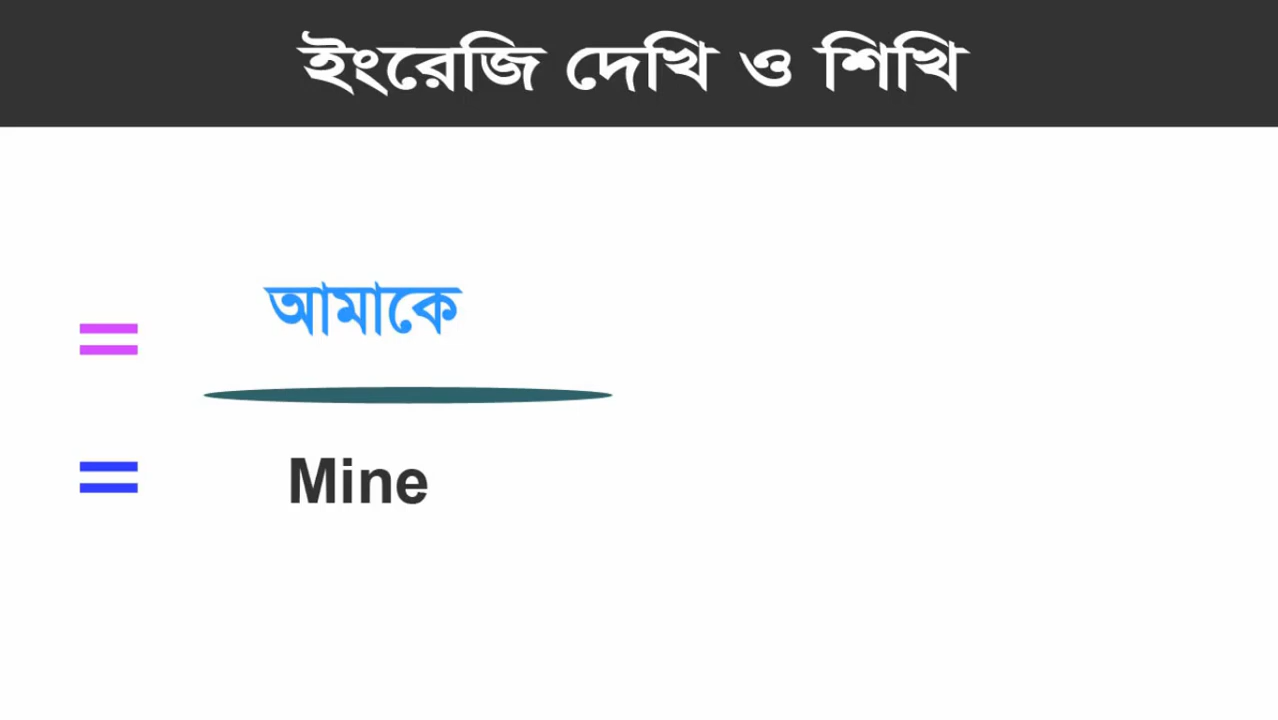 ইংরেজি দেখি ও শিখি
= আমাকে
= Mine